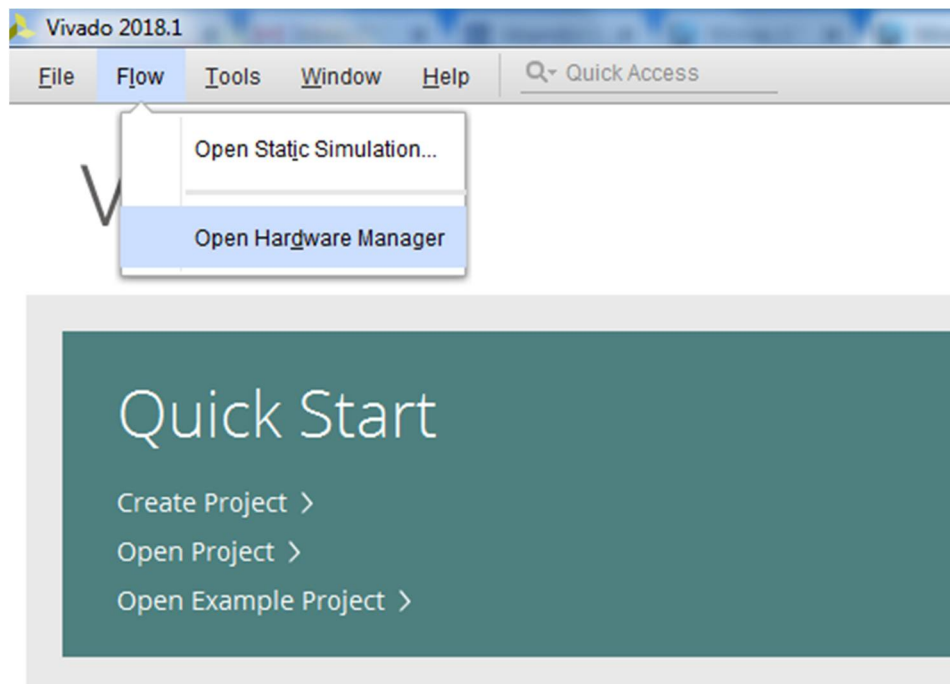 Vivado 2018.1
File Flow Tools Window Help Quick Access
Open Static Simulation...
Open Hardware Manager
Quick Start
Create Project
Open Project
Open Example Project